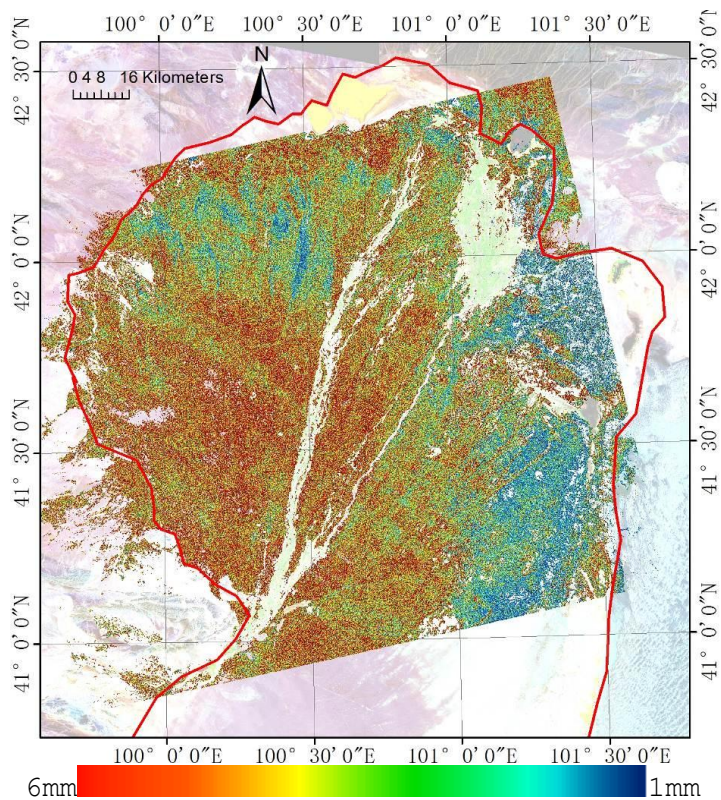 100° 0′ 0″E 100° 30′ 0″E 101° 0′ 0″E 101° 30′ 0″E
N
0 4 8 16 Kilometers
42° 30′ 0″N
42° 0′ 0″N
41° 30′ 0″N
41° 0′ 0″N
42° 30′ 0″N
42° 0′ 0″N
41° 30′ 0″N
41° 0′ 0″N
100° 0′ 0″E 100° 30′ 0″E 101° 0′ 0″E 101° 30′ 0″E
6mm 1mm